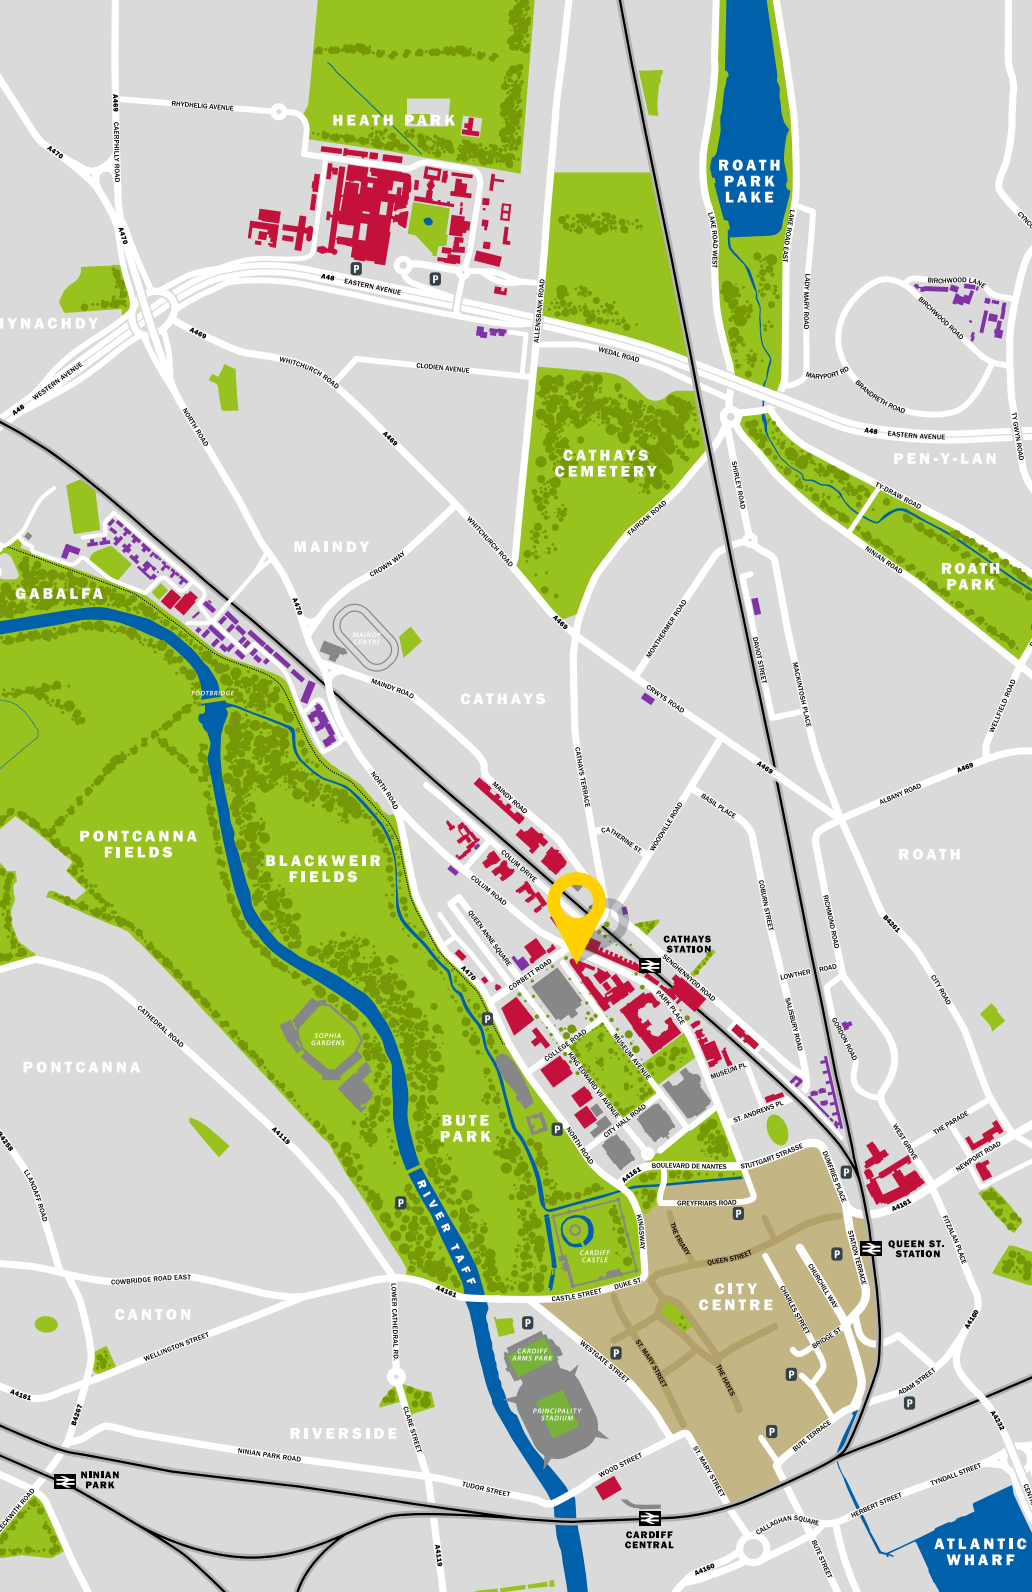 HEATH PARK
ROATH
PARK
LAKE
A469
RHYDHELIG AVENUE
CAERPHILLY ROAD
A470
A470
LAKE ROAD WEST
LAKE ROAD EAST
LADY MARY ROAD
P
P
A48
EASTERN AVENUE
ALLENSBANK ROAD
BIRCHWOOD LANE
BIRCHWOOD ROAD
YNACHDY
A469
WHITCHURCH ROAD
CLODIEN AVENUE
WEDAL ROAD
MARYPORT RD
BRANDRETH ROAD
WESTERN AVENUE
A48
NORTH ROAD
A469
CATHAYS
CEMETERY
A48
EASTERN AVENUE
TY GWYN ROAD
PEN-Y-LAN
SHIRLEY ROAD
TY-DRAW ROAD
FAIROAK ROAD
WHITCHURCH ROAD
MAINDY
CROWN WAY
NINIAN ROAD
ROATH
PARK
GABALFA
A470
MAINDY
CENTRE
A469
MONTHERMER ROAD
DAVIOT STREET
MACKINTOSH PLACE
WELLFIELD ROAD
FOOTBRIDGE
MAINDY ROAD
CATHAYS
CRWYS ROAD
NORTH ROAD
CATHAYS TERRACE
A469
A469
ALBANY ROAD
MAINDY ROAD
BASIL PLACE
WOODVILLE ROAD
CATHERINE ST.
PONTCANNA
FIELDS
BLACKWEIR
FIELDS
COLUM DRIVE
COLUM ROAD
ROATH
COBURN STREET
RICHMOND ROAD
B4261
QUEEN ANNE SQUARE
CATHAYS
STATION
SENGHENNYDD ROAD
CORBETT ROAD
A470
LOWTHER ROAD
CITY ROAD
PARK PLACE
SALISBURY ROAD
GORDON ROAD
CATHEDRAL ROAD
SOPHIA
GARDENS
P
COLLEGE ROAD
MUSEUM AVENUE
KING EDWARD VII AVENUE
MUSEUM PL
PONTCANNA
BUTE
PARK
P
CITY HALL ROAD
ST. ANDREWS PL
NORTH ROAD
A4119
WEST GROVE
THE PARADE
NEWPORT ROAD
LLANDAFF ROAD
A4161
BOULEVARD DE NANTES
STUTTGART STRASSE
DUMFRIES PLACE
P
A4161
P
RIVER TAFF
GREYFRIARS ROAD
P
KINGSWAY
THE FRIARY
QUEEN STREET
CARDIFF
CASTLE
STATION TERRACE
FITZALAN PLACE
P
QUEEN ST.
STATION
COWBRIDGE ROAD EAST
A4161
CASTLE STREET
DUKE ST.
CITY
CENTRE
CHURCHILL WAY
CHARLES STREET
CANTON
WELLINGTON STREET
LOWER CATHEDRAL RD.
P
CARDIFF
ARMS PARK
WESTGATE STREET
P
ST. MARY STREET
BRIDGE ST
A4160
THE HAYES
P
ADAM STREET
P
A4161
B4267
CLARE STREET
PRINCIPALITY
STADIUM
RIVERSIDE
P
BUTE TERRACE
A4232
NINIAN PARK ROAD
NINIAN
PARK
TUDOR STREET
WOOD STREET
ST. MARY STREET
TYNDALL STREET
HERBERT STREET
CALLAGHAN SQUARE
CARDIFF
CENTRAL
A4119
A4160
BUTE STREET
ATLANTIC
WHARF